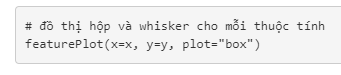 # đồ thị hộp và whisker cho mỗi thuộc tính
featurePlot(x=x, y=y, plot="box")